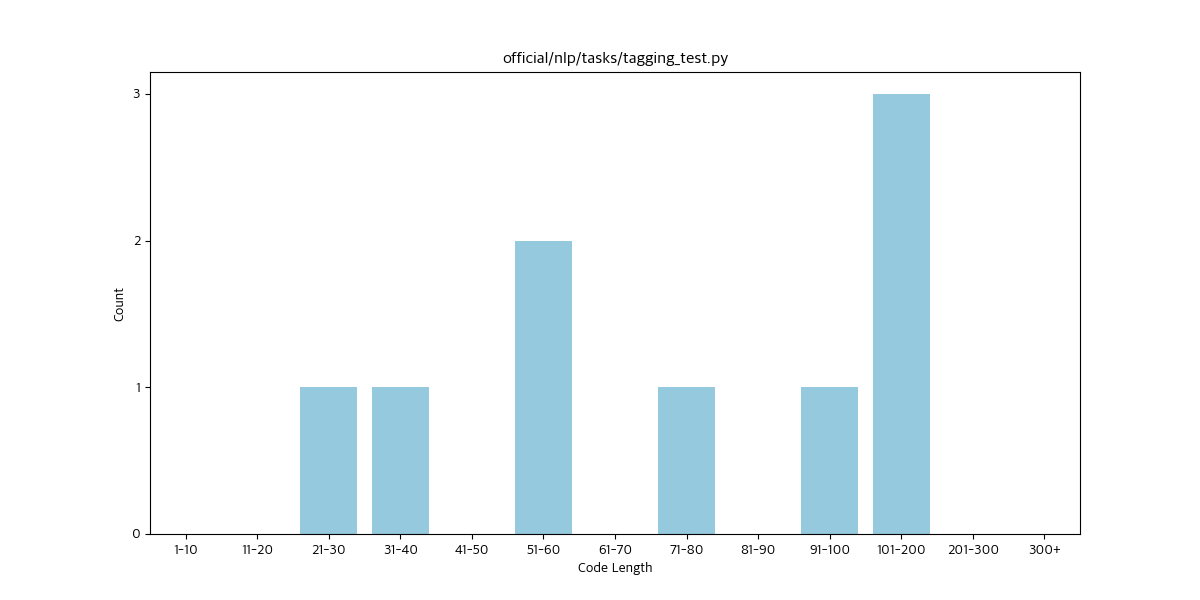 official/nlp/tasks/tagging_test.py
Count
3
2
1
0
1-10 11-20 21-30 31-40 41-50 51-60 61-70 71-80 81-90 91-100 101-200 201-300 300+
Code Length